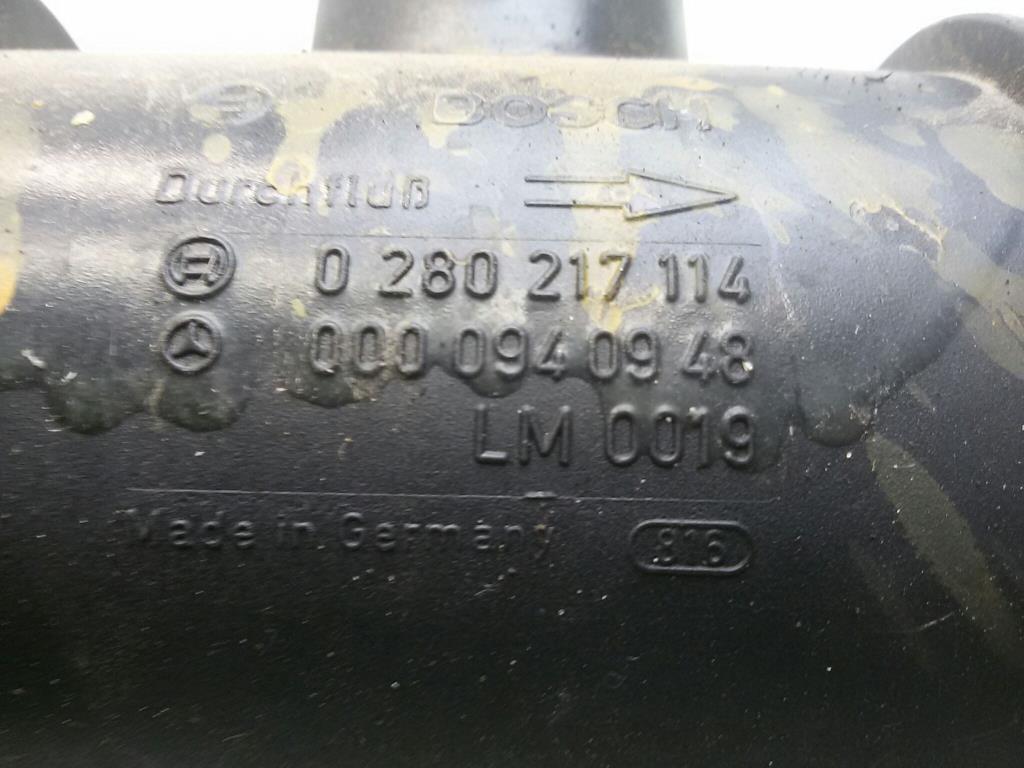 BOSCH
Durchfluß
0 280 217 114
000 094 09 48
LM 0019
Made in Germany 816